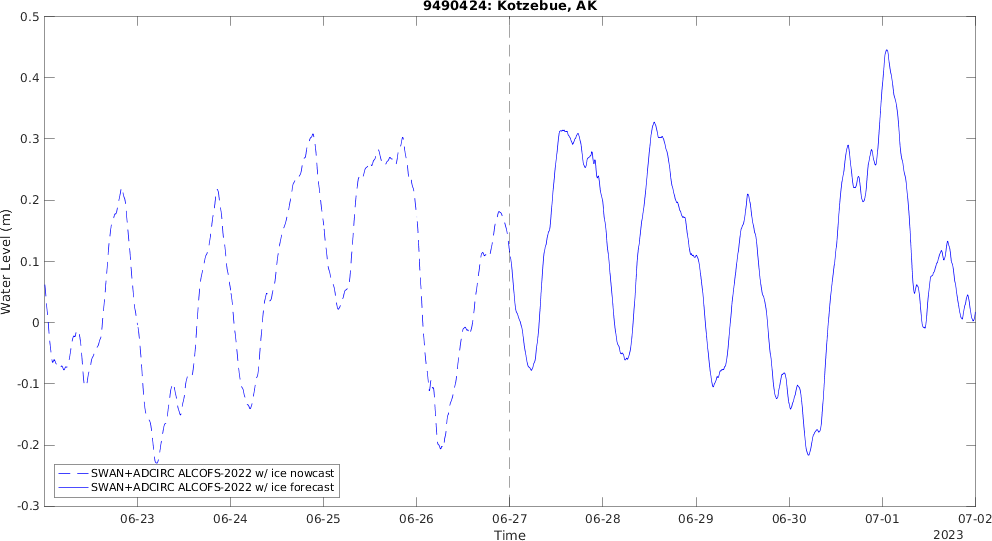 9490424: Kotzebue, AK
0.5
0.4
0.3
0.2
0.1
0
-0.1
-0.2
-0.3
Water Level (m)
SWAN+ADCIRC ALCOFS-2022 w/ ice nowcast
SWAN+ADCIRC ALCOFS-2022 w/ ice forecast
06-23 06-24 06-25 06-26 06-27 06-28 06-29 06-30 07-01 07-02
Time
2023